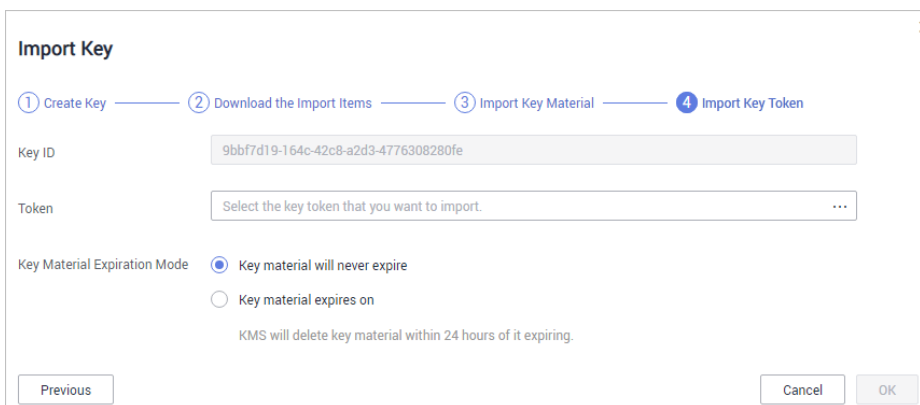 Import Key
1 Create Key 2 Download the Import Items 3 Import Key Material 4 Import Key Token
Key ID 9bbf7d19-164c-42c8-a2d3-4776308280fe
Token Select the key token that you want to import. ...
Key Material Expiration Mode Key material will never expire
Key material expires on
KMS will delete key material within 24 hours of it expiring.
Previous Cancel OK